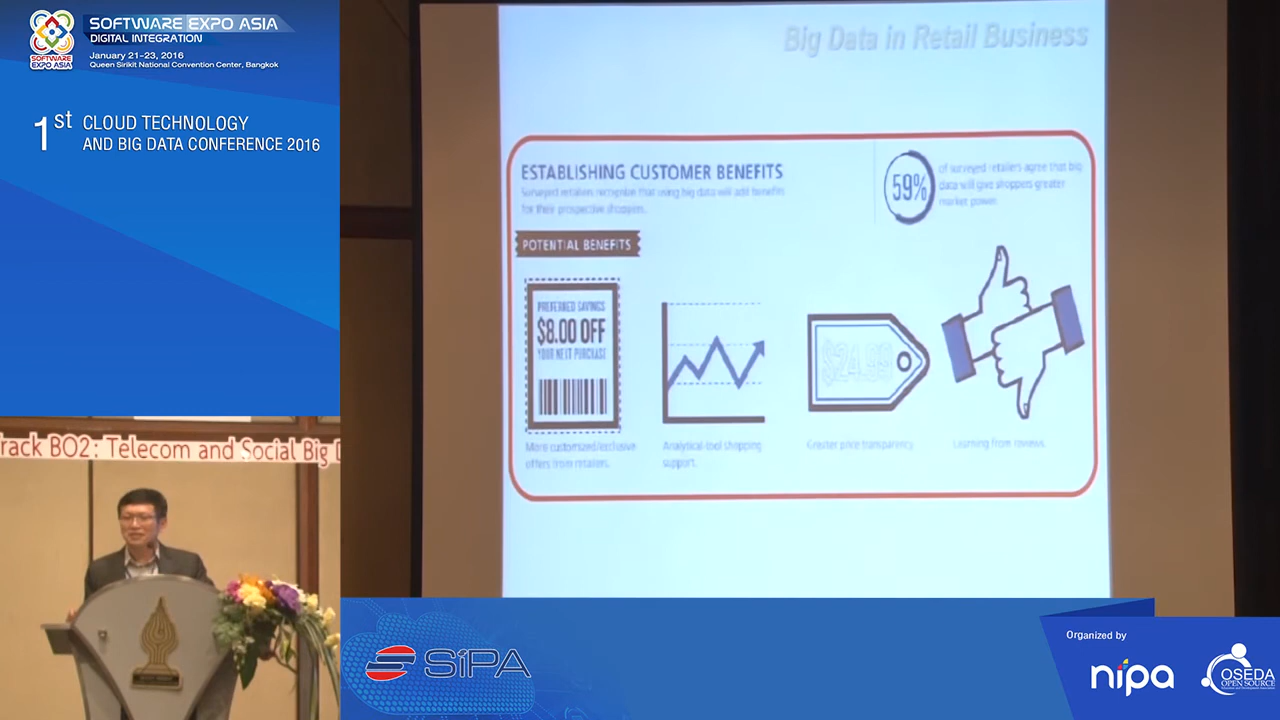 SOFTWARE EXPO ASIA
DIGITAL INTEGRATION
January 21-23, 2016
Queen Sirikit National Convention Center, Bangkok
SOFTWARE
EXPO ASIA
1st CLOUD TECHNOLOGY
AND BIG DATA CONFERENCE 2016
rack BO2: Telecom and Social Big D
Big Data in Retail Business
ESTABLISHING CUSTOMER BENEFITS
Surveyed retailers recognize that using big data will add benefits
for their prospective shoppers.
59%
of surveyed retailers agree that big
data will give shoppers greater
market power.
POTENTIAL BENEFITS
PREFERRED SAVINGS
$8.00 OFF
YOUR NEXT PURCHASE
$24.99
More customized/exclusive
offers from retailers.
Analytical-tool shopping
support.
Greater price transparency
Learning from reviews.
SiPA
Organized by
nipa
OSEDA
OPEN SOURCE